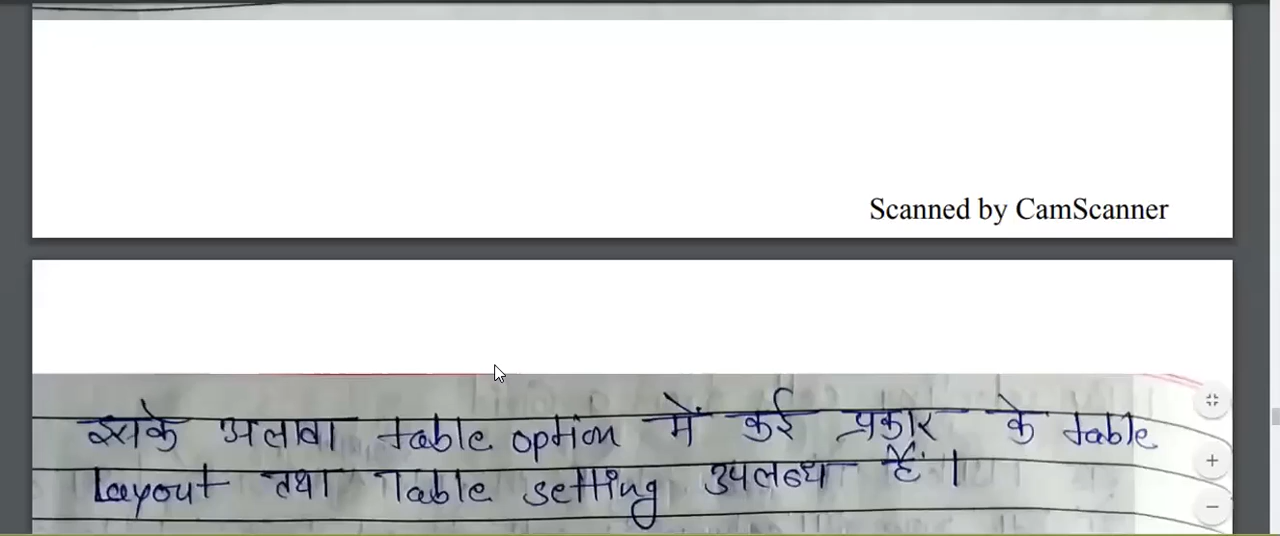 Scanned by CamScanner
इसके अलावा table option में कई प्रकार के table
Layout तथा Table setting उपलब्ध हैं।